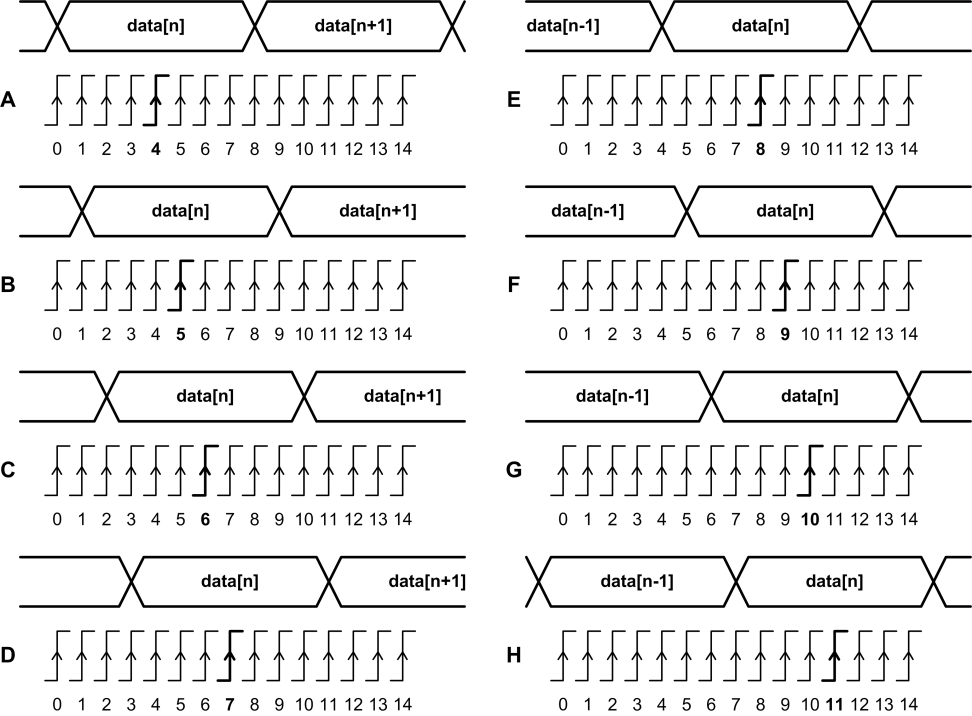 data[n] data[n+1]
A
0 1 2 3 4 5 6 7 8 9 10 11 12 13 14
data[n] data[n+1]
B
0 1 2 3 4 5 6 7 8 9 10 11 12 13 14
data[n] data[n+1]
C
0 1 2 3 4 5 6 7 8 9 10 11 12 13 14
data[n] data[n+1]
D
0 1 2 3 4 5 6 7 8 9 10 11 12 13 14
data[n-1] data[n]
E
0 1 2 3 4 5 6 7 8 9 10 11 12 13 14
data[n-1] data[n]
F
0 1 2 3 4 5 6 7 8 9 10 11 12 13 14
data[n-1] data[n]
G
0 1 2 3 4 5 6 7 8 9 10 11 12 13 14
data[n-1] data[n]
H
0 1 2 3 4 5 6 7 8 9 10 11 12 13 14